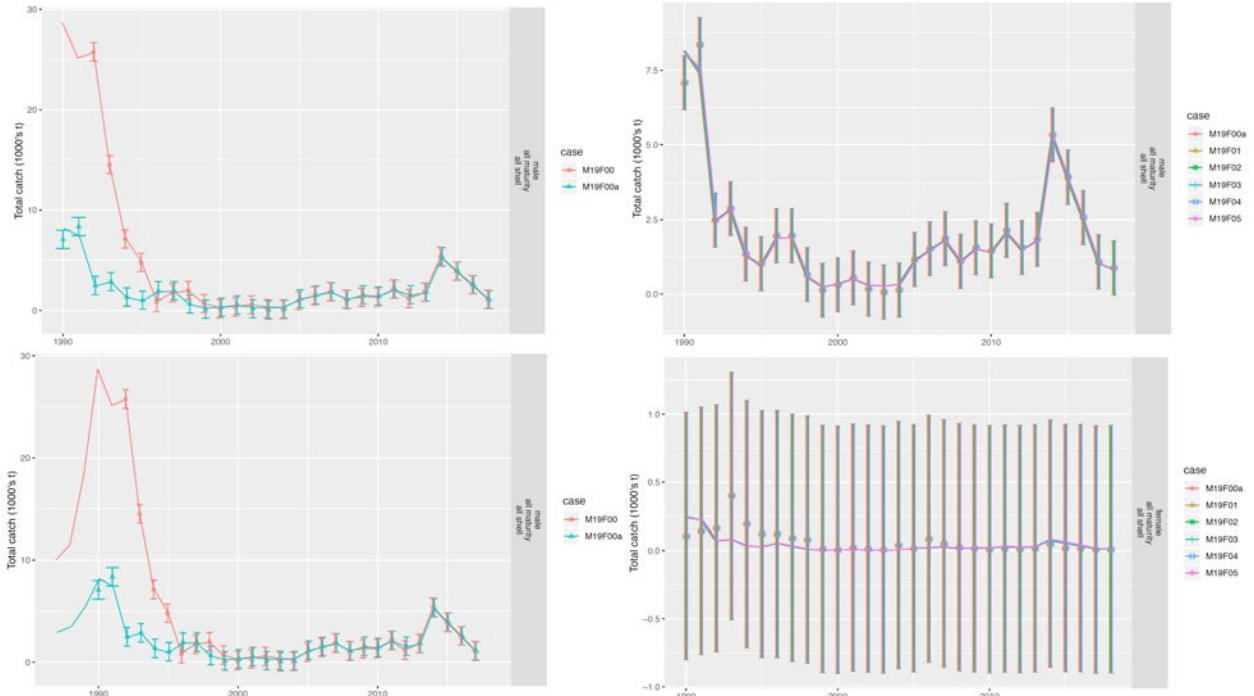 30
20
10
0
Total catch (1000's t)
1990
2000
2010
male
all maturity
all shell
case
M19F00
M19F00a
7.5
5.0
2.5
0.0
Total catch (1000's t)
1990
2000
2010
male
all maturity
all shell
case
M19F00a
M19F01
M19F02
M19F03
M19F04
M19F05
30
20
10
0
Total catch (1000's t)
1990
2000
2010
male
all maturity
all shell
case
M19F00
M19F00a
1.0
0.5
0.0
−0.5
−1.0
Total catch (1000's t)
1990
2000
2010
female
all maturity
all shell
case
M19F00a
M19F01
M19F02
M19F03
M19F04
M19F05